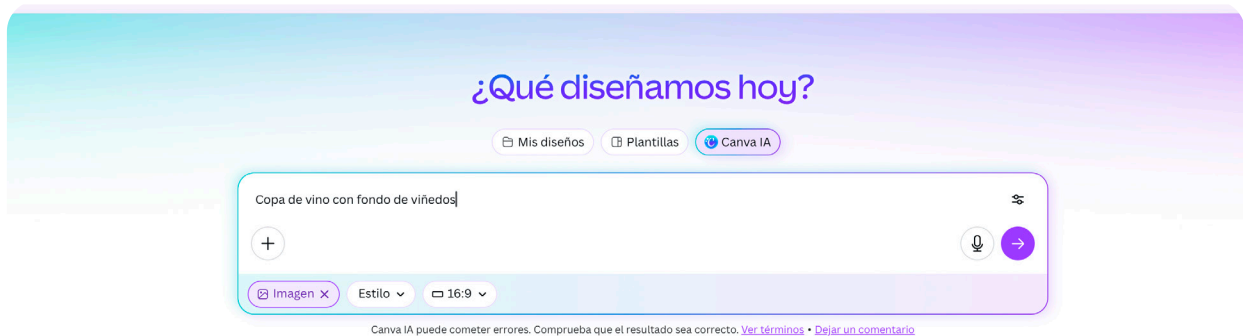 ¿Qué diseñamos hoy?
Mis diseños Plantillas Canva IA
Copa de vino con fondo de viñedos
Imagen Estilo 16:9
Canva IA puede cometer errores. Comprueba que el resultado sea correcto. Ver términos • Dejar un comentario